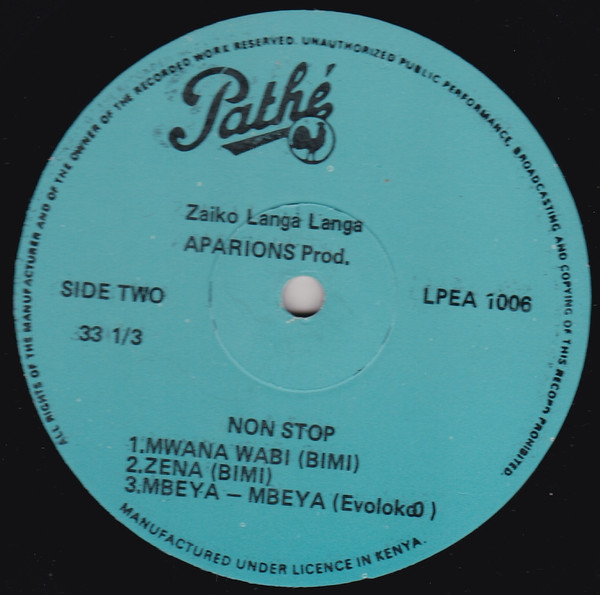 ALL RIGHTS OF THE MANUFACTURER AND OF THE OWNER OF THE RECORDED WORK RESERVED. UNAUTHORIZED PUBLIC PERFORMANCE, BROADCASTING AND COPYING OF THIS RECORD PROHIBITED.
Pathé
Zaiko Langa Langa
APARIONS Prod.
SIDE TWO
LPEA 1006
33 1/3
NON STOP
1.MWANA WABI (BIMI)
2.ZENA (BIMI)
3.MBEYA — MBEYA (Evoloko)
MANUFACTURED UNDER LICENCE IN KENYA.